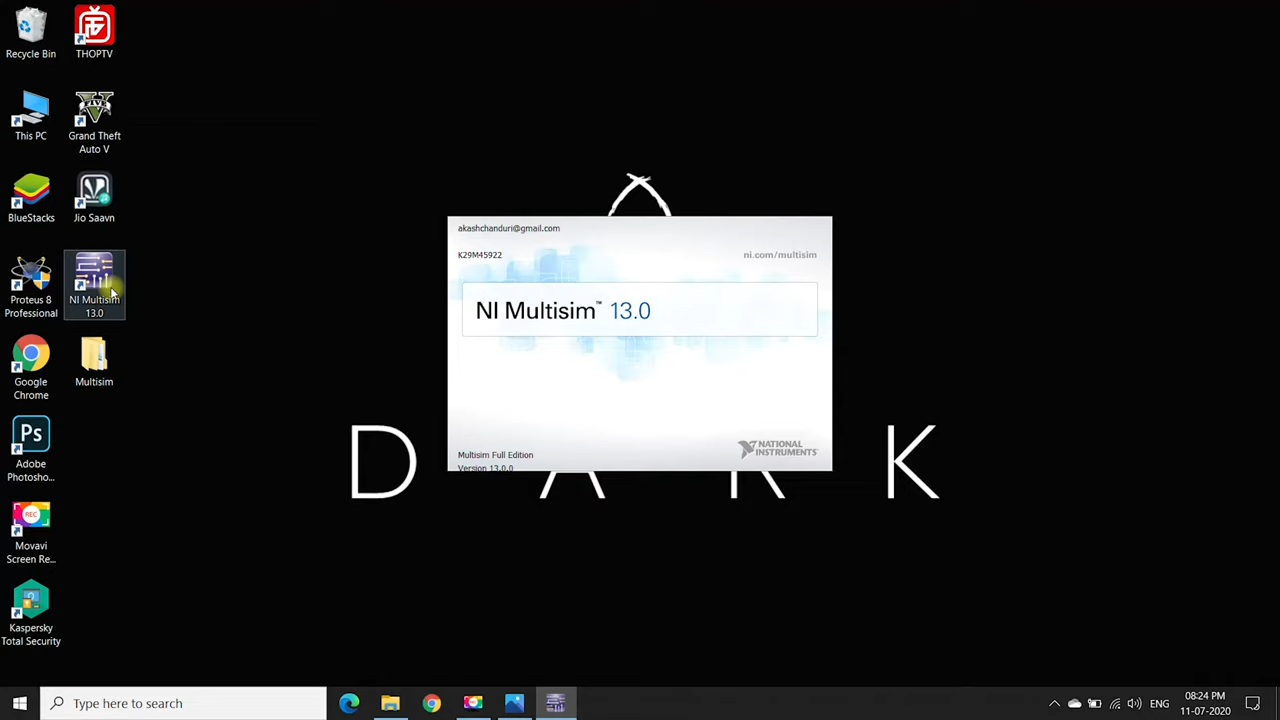 Recycle Bin
THOPTV
This PC
Grand Theft
Auto V
BlueStacks
Jio Saavn
Proteus 8
Professional
NI Multisim
13.0
Google
Chrome
Multisim
Ps
Adobe
Photosho...
REC
Movavi
Screen Re...
Kaspersky
Total Security
akashchanduri@gmail.com
K29M45922
ni.com/multisim
NI Multisim™ 13.0
Multisim Full Edition
Version 13.0.0
NATIONAL
INSTRUMENTS™
D A R K
Type here to search
ENG
08:24 PM
11-07-2020